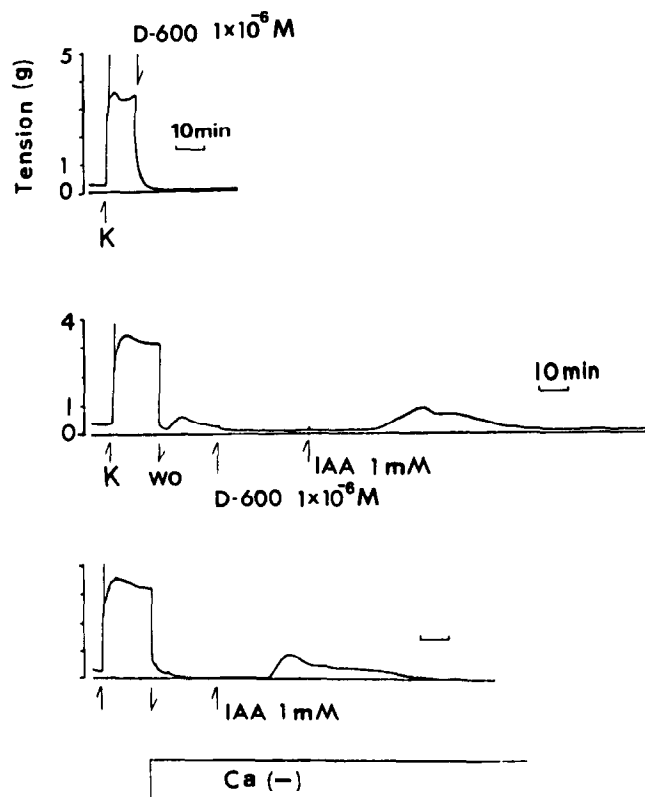 D-600 1×10⁻⁶ M
Tension (g)
5
1
0
10min
K
4
1
0
10min
K
wo
IAA 1mM
D-600 1×10⁻⁶M
IAA 1mM
Ca (−)